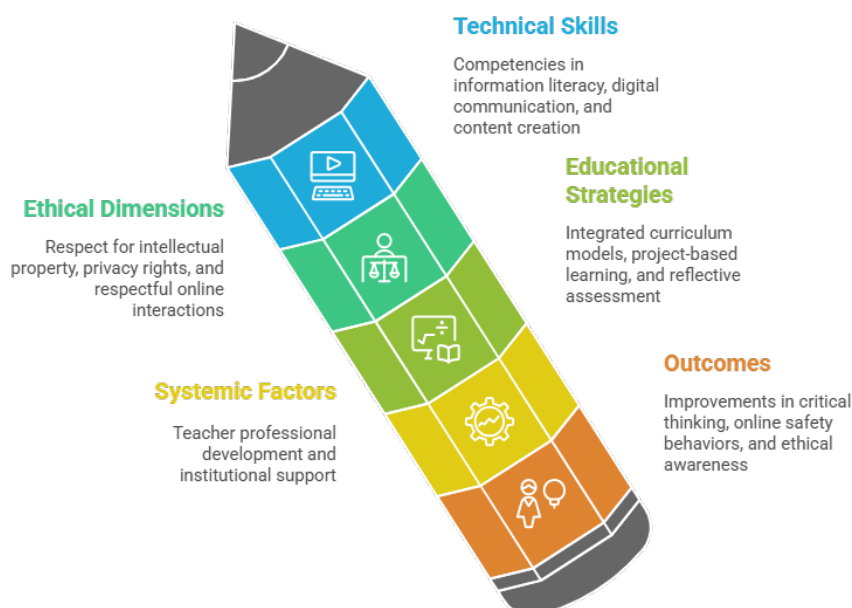 Technical Skills
Competencies in
information literacy, digital
communication, and
content creation
Ethical Dimensions
Respect for intellectual
property, privacy rights, and
respectful online
interactions
Educational
Strategies
Integrated curriculum
models, project-based
learning, and reflective
assessment
Systemic Factors
Teacher professional
development and
institutional support
Outcomes
Improvements in critical
thinking, online safety
behaviors, and ethical
awareness